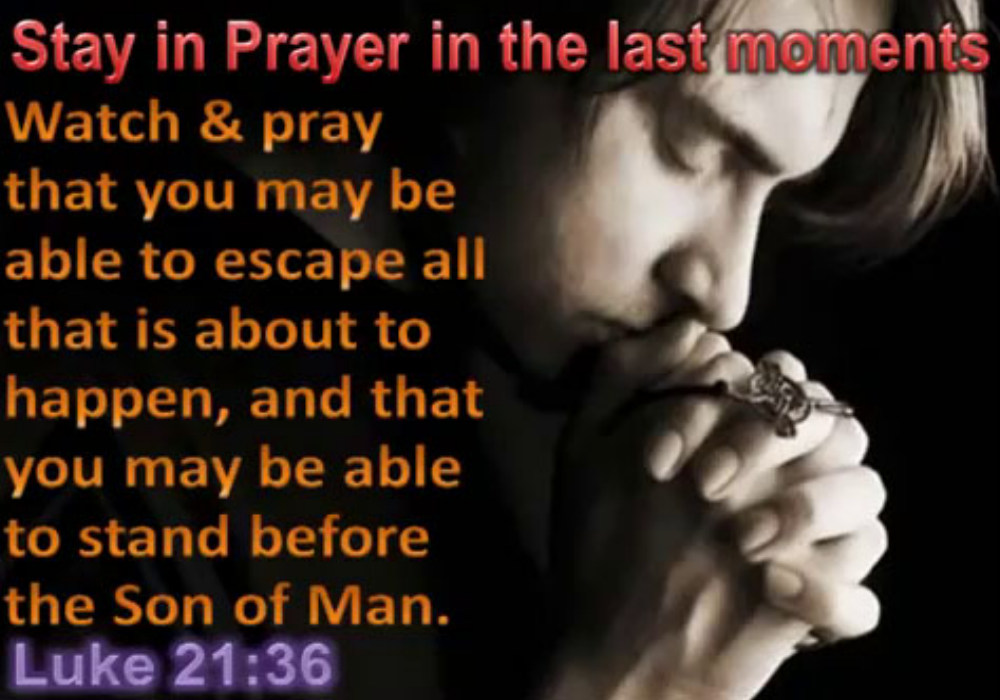 Stay in Prayer in the last moments
Watch & pray
that you may be
able to escape all
that is about to
happen, and that
you may be able
to stand before
the Son of Man.
Luke 21:36